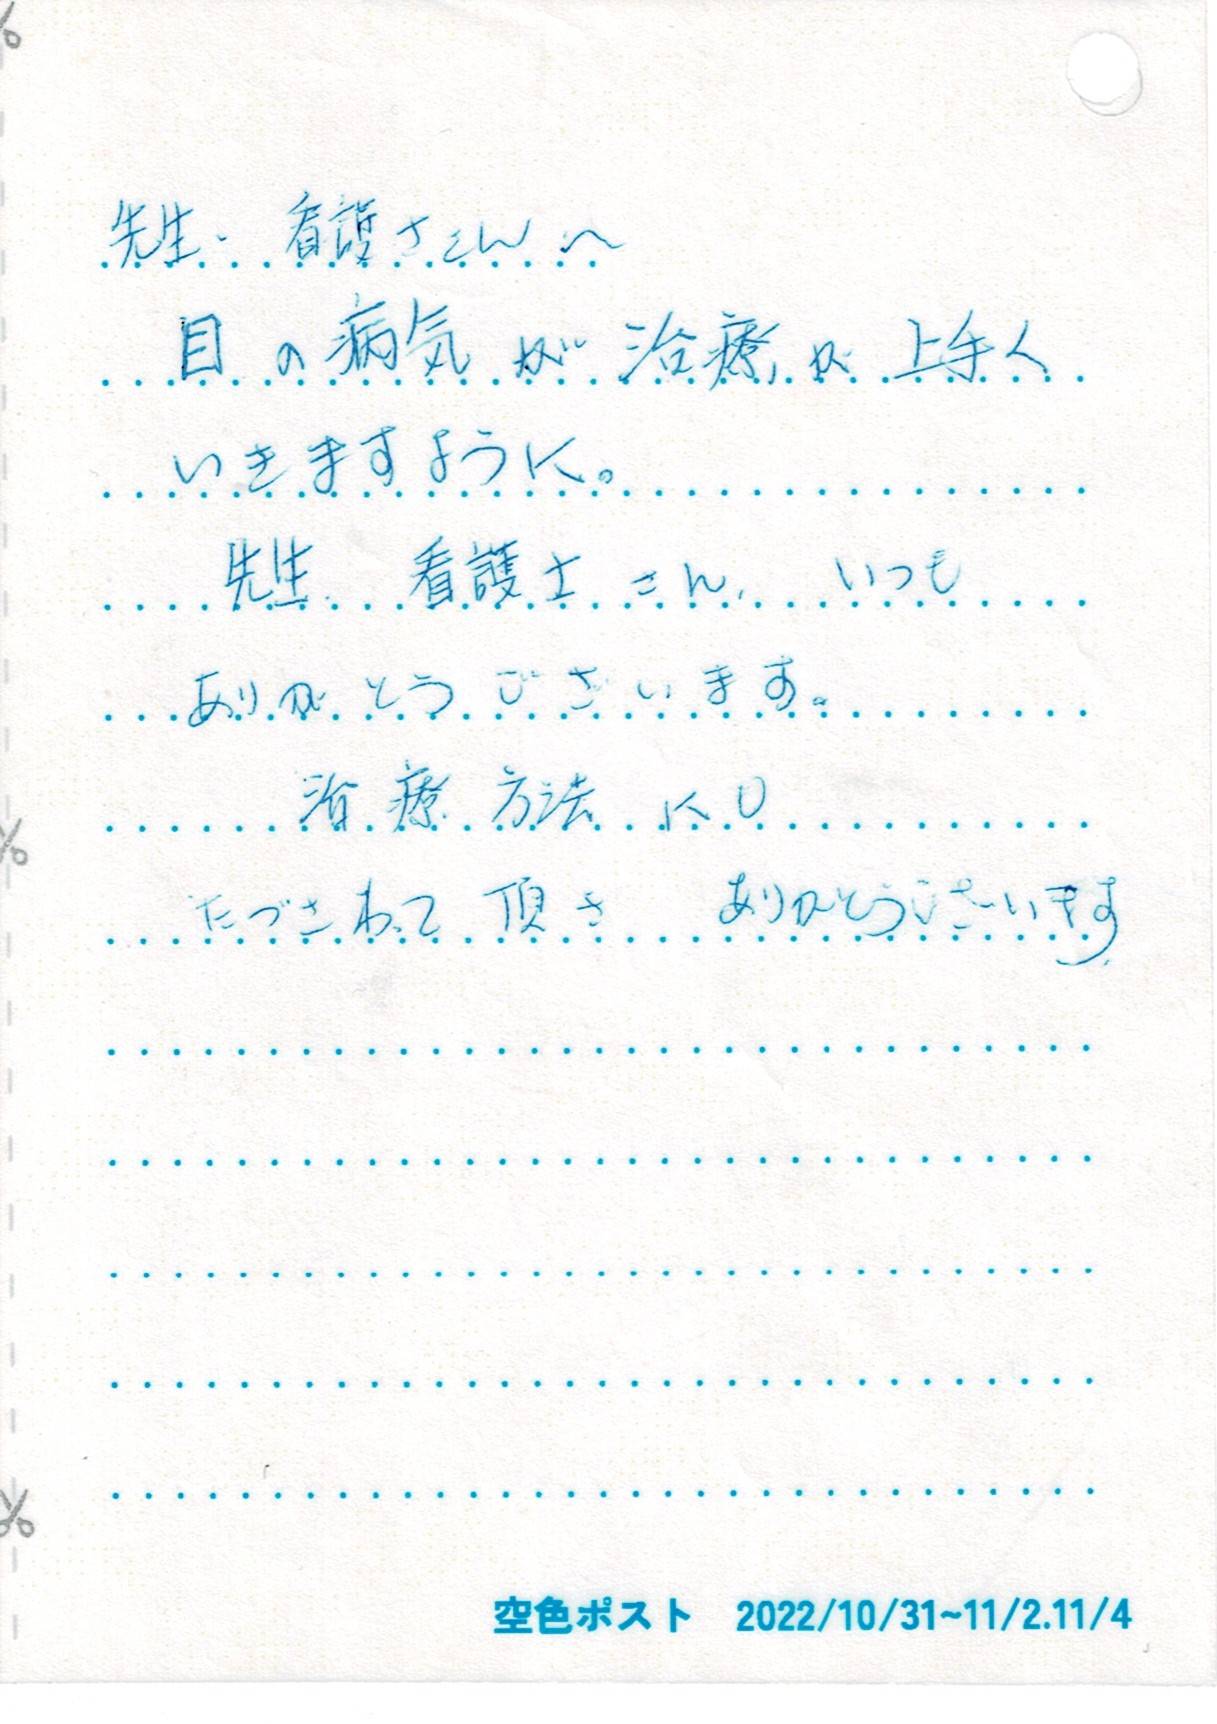 先生、看護さんへ
目の病気が治療が上手く
いきますように。
先生、看護士さん、いつも
ありがとうございます。
治療方法に
たづさわって頂き ありがとうございます
空色ポスト 2022/10/31~11/2.11/4